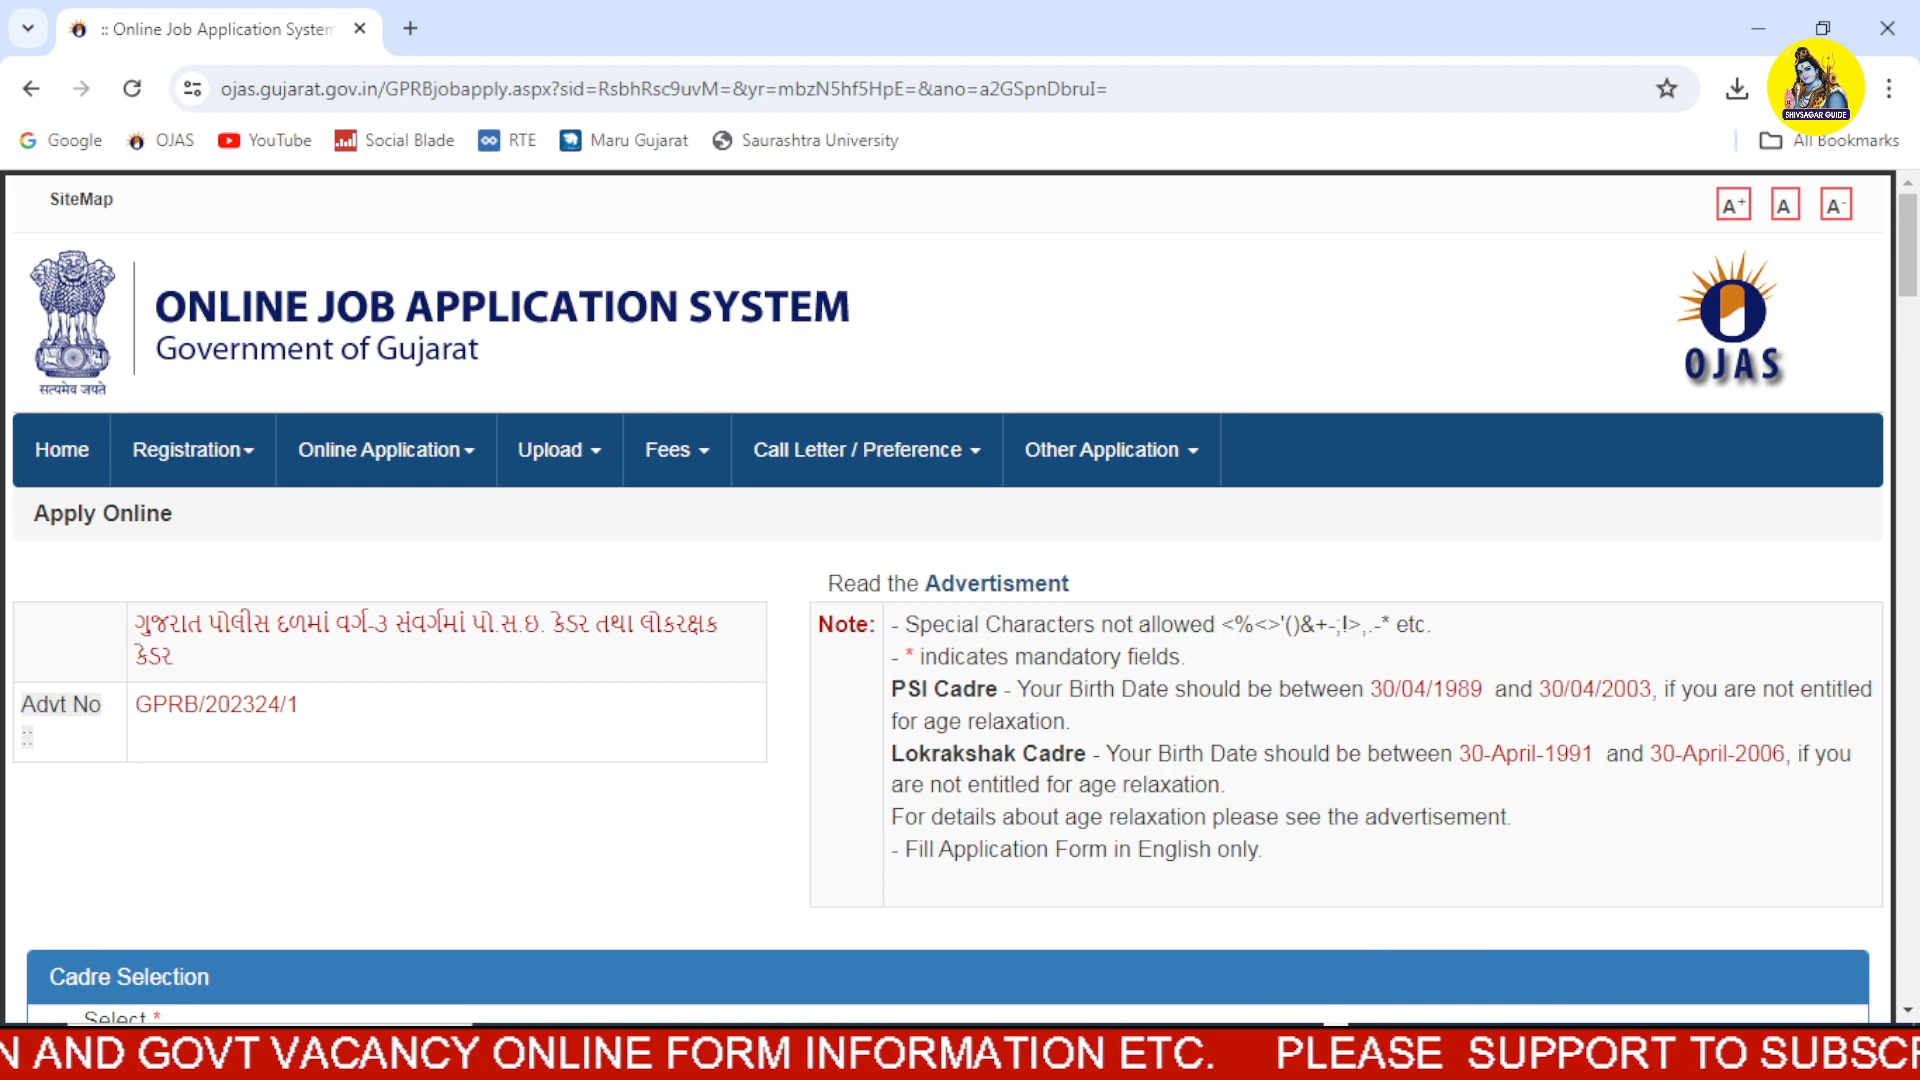 :: Online Job Application System
ojas.gujarat.gov.in/GPRBjobapply.aspx?sid=RsbhRsc9uvM=&yr=mbzN5hf5HpE=&ano=a2GSpnDbruI=
SHIVSAGAR GUIDE
Google OJAS YouTube Social Blade RTE Maru Gujarat Saurashtra University All Bookmarks
SiteMap
A+ A A-
ONLINE JOB APPLICATION SYSTEM
Government of Gujarat
सत्यमेव जयते
OJAS
Home Registration Online Application Upload Fees Call Letter / Preference Other Application
Apply Online
Read the Advertisment
ગુજરાત પોલીસ દળમાં વર્ગ-૩ સંવર્ગમાં પો.સ.ઇ. કેડર તથા લોકરક્ષક
કેડર
Advt No
::
GPRB/202324/1
Note: - Special Characters not allowed <%<>'()&+-;!>,.-* etc.
- * indicates mandatory fields.
PSI Cadre - Your Birth Date should be between 30/04/1989 and 30/04/2003, if you are not entitled
for age relaxation.
Lokrakshak Cadre - Your Birth Date should be between 30-April-1991 and 30-April-2006, if you
are not entitled for age relaxation.
For details about age relaxation please see the advertisement.
- Fill Application Form in English only.
Cadre Selection
Select *
N AND GOVT VACANCY ONLINE FORM INFORMATION ETC. PLEASE SUPPORT TO SUBSCR